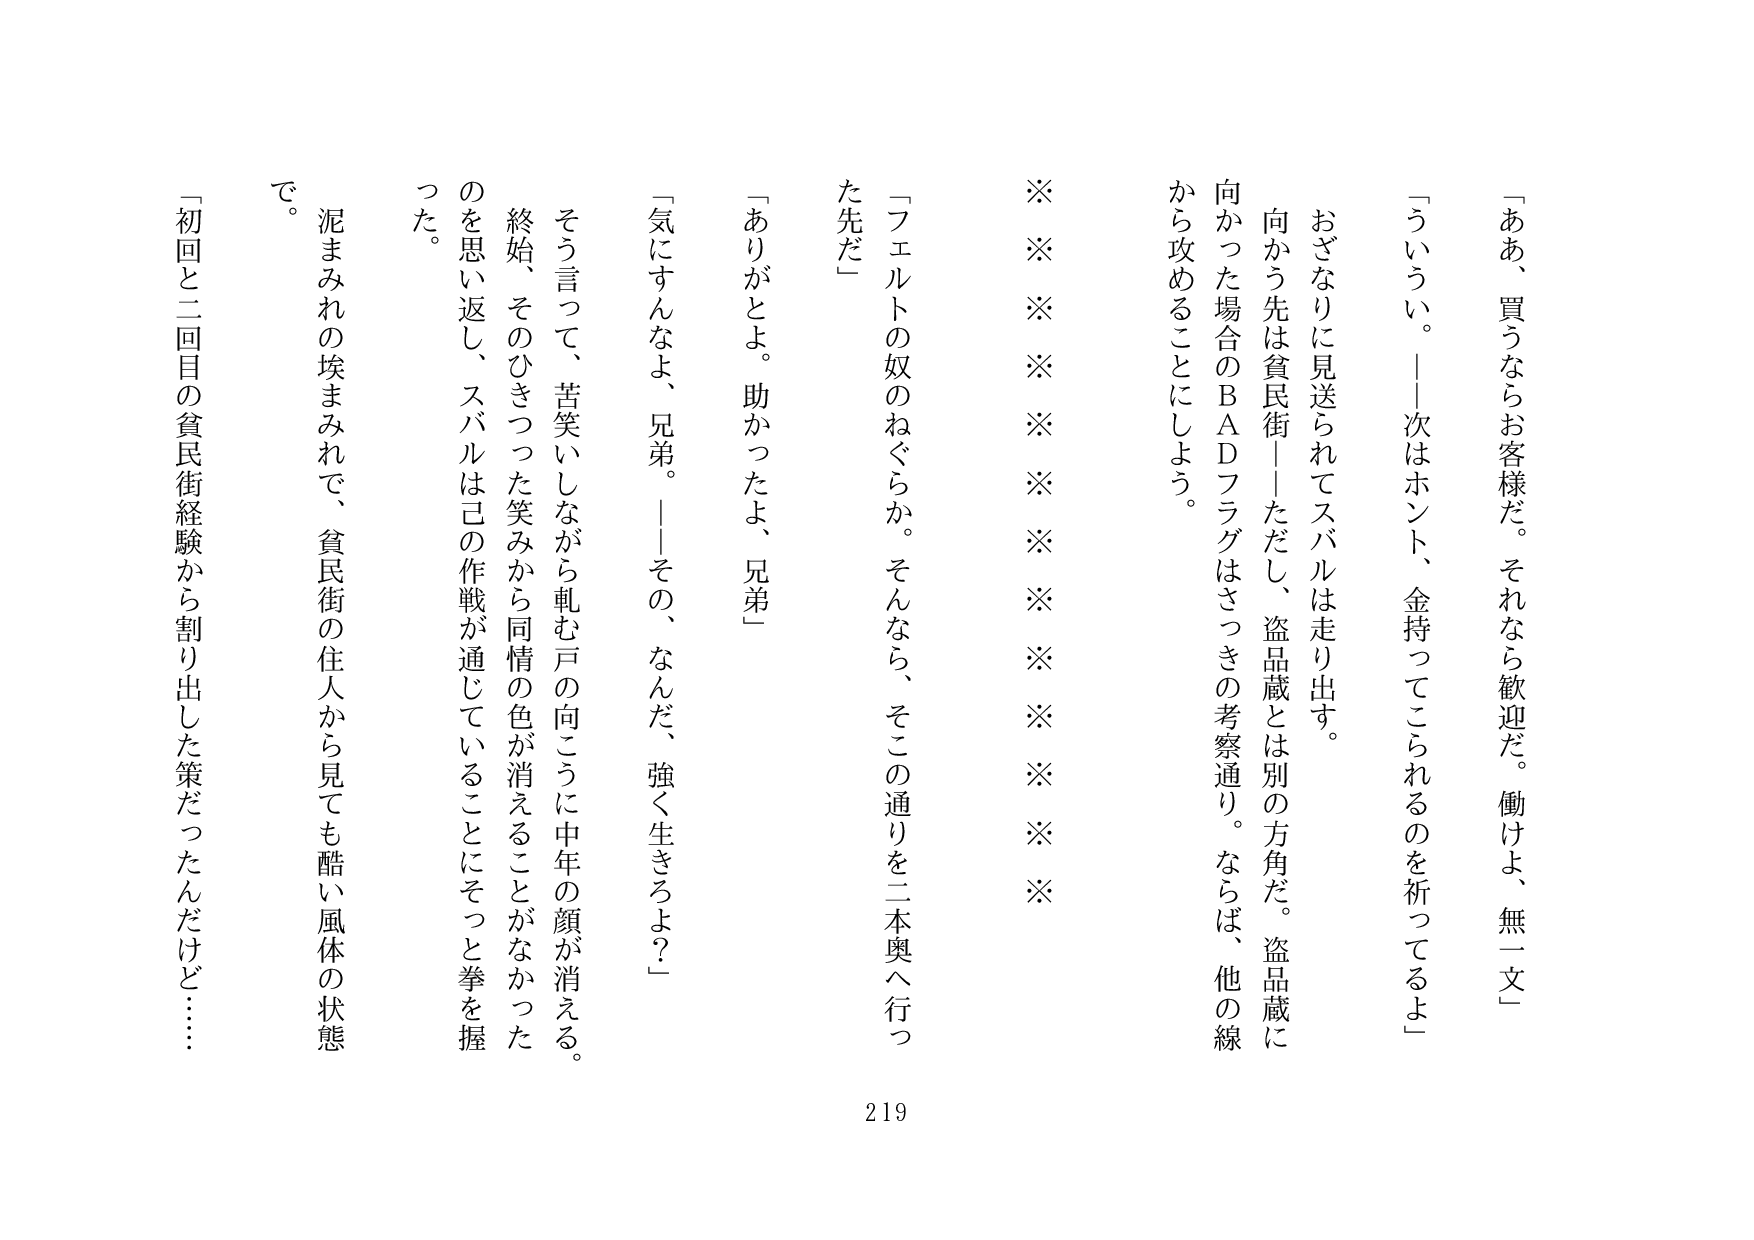 「ああ、買うならお客様だ。それなら歓迎だ。働けよ、無一文」
「ういうい。――次はホント、金持ってこられるのを祈ってるよ」
おざなりに見送られてスバルは走り出す。
向かう先は貧民街――ただし、盗品蔵とは別の方角だ。盗品蔵に
向かった場合のＢＡＤフラグはさっきの考察通り。ならば、他の線
から攻めることにしよう。
※　※　※　※　※　※　※　※　※　※　※　※　※
「フェルトの奴のねぐらか。そんなら、そこの通りを二本奥へ行っ
た先だ」
「ありがとよ。助かったよ、兄弟」
「気にすんなよ、兄弟。――その、なんだ、強く生きろよ？」
そう言って、苦笑いしながら軋む戸の向こうに中年の顔が消える。
終始、そのひきつった笑みから同情の色が消えることがなかった
のを思い返し、スバルは己の作戦が通じていることにそっと拳を握
った。
泥まみれの埃まみれで、貧民街の住人から見ても酷い風体の状態
で。
「初回と二回目の貧民街経験から割り出した策だったんだけど……
219